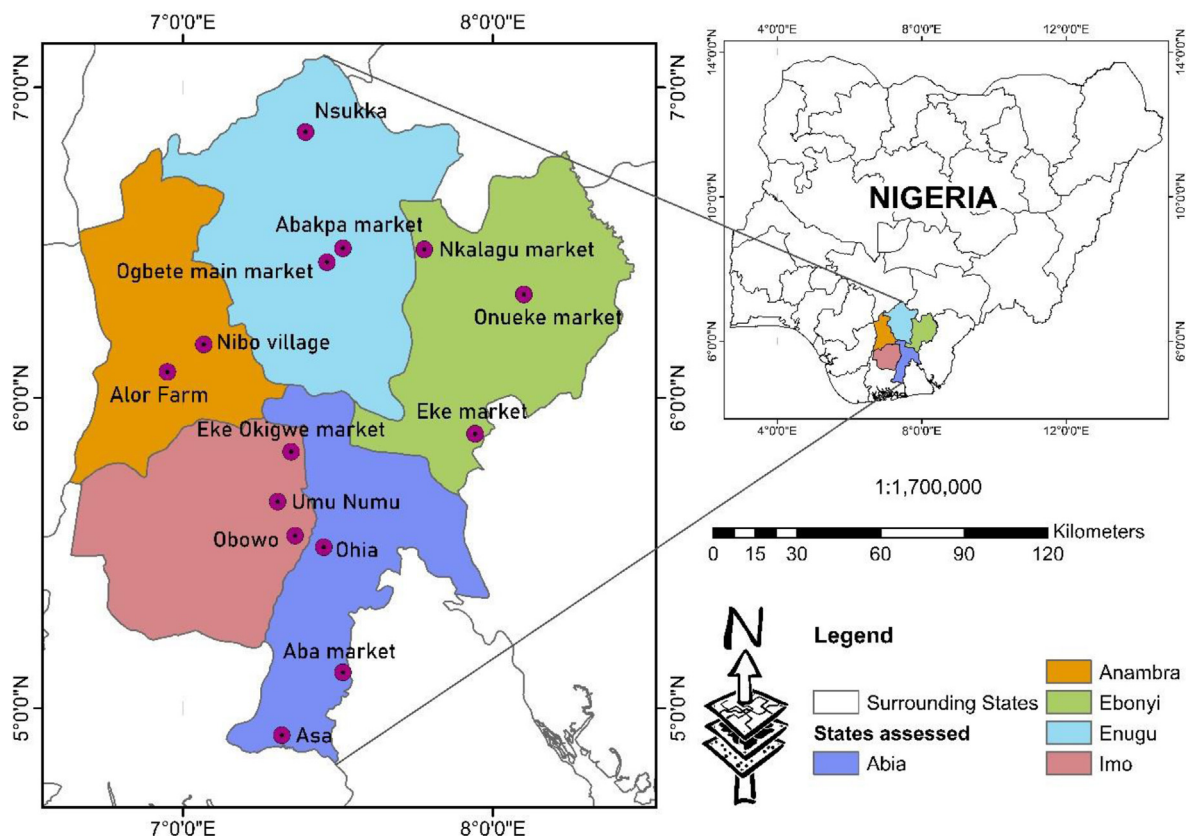 7°0'0"E
8°0'0"E
7°0'0"N
6°0'0"N
5°0'0"N
Nsukka
Abakpa market
Nkalagu market
Ogbete main market
Onueke market
Nibo village
Alor Farm
Eke market
Eke Okigwe market
Umu Numu
Obowo
Ohia
Aba market
Asa
7°0'0"N
6°0'0"N
5°0'0"N
7°0'0"E
8°0'0"E
4°0'0"E
8°0'0"E
12°0'0"E
14°0'0"N
10°0'0"N
6°0'0"N
NIGERIA
14°0'0"N
10°0'0"N
6°0'0"N
4°0'0"E
8°0'0"E
12°0'0"E
1:1,700,000
Kilometers
0 15 30 60 90 120
N
Legend
Surrounding States
States assessed
Abia
Anambra
Ebonyi
Enugu
Imo